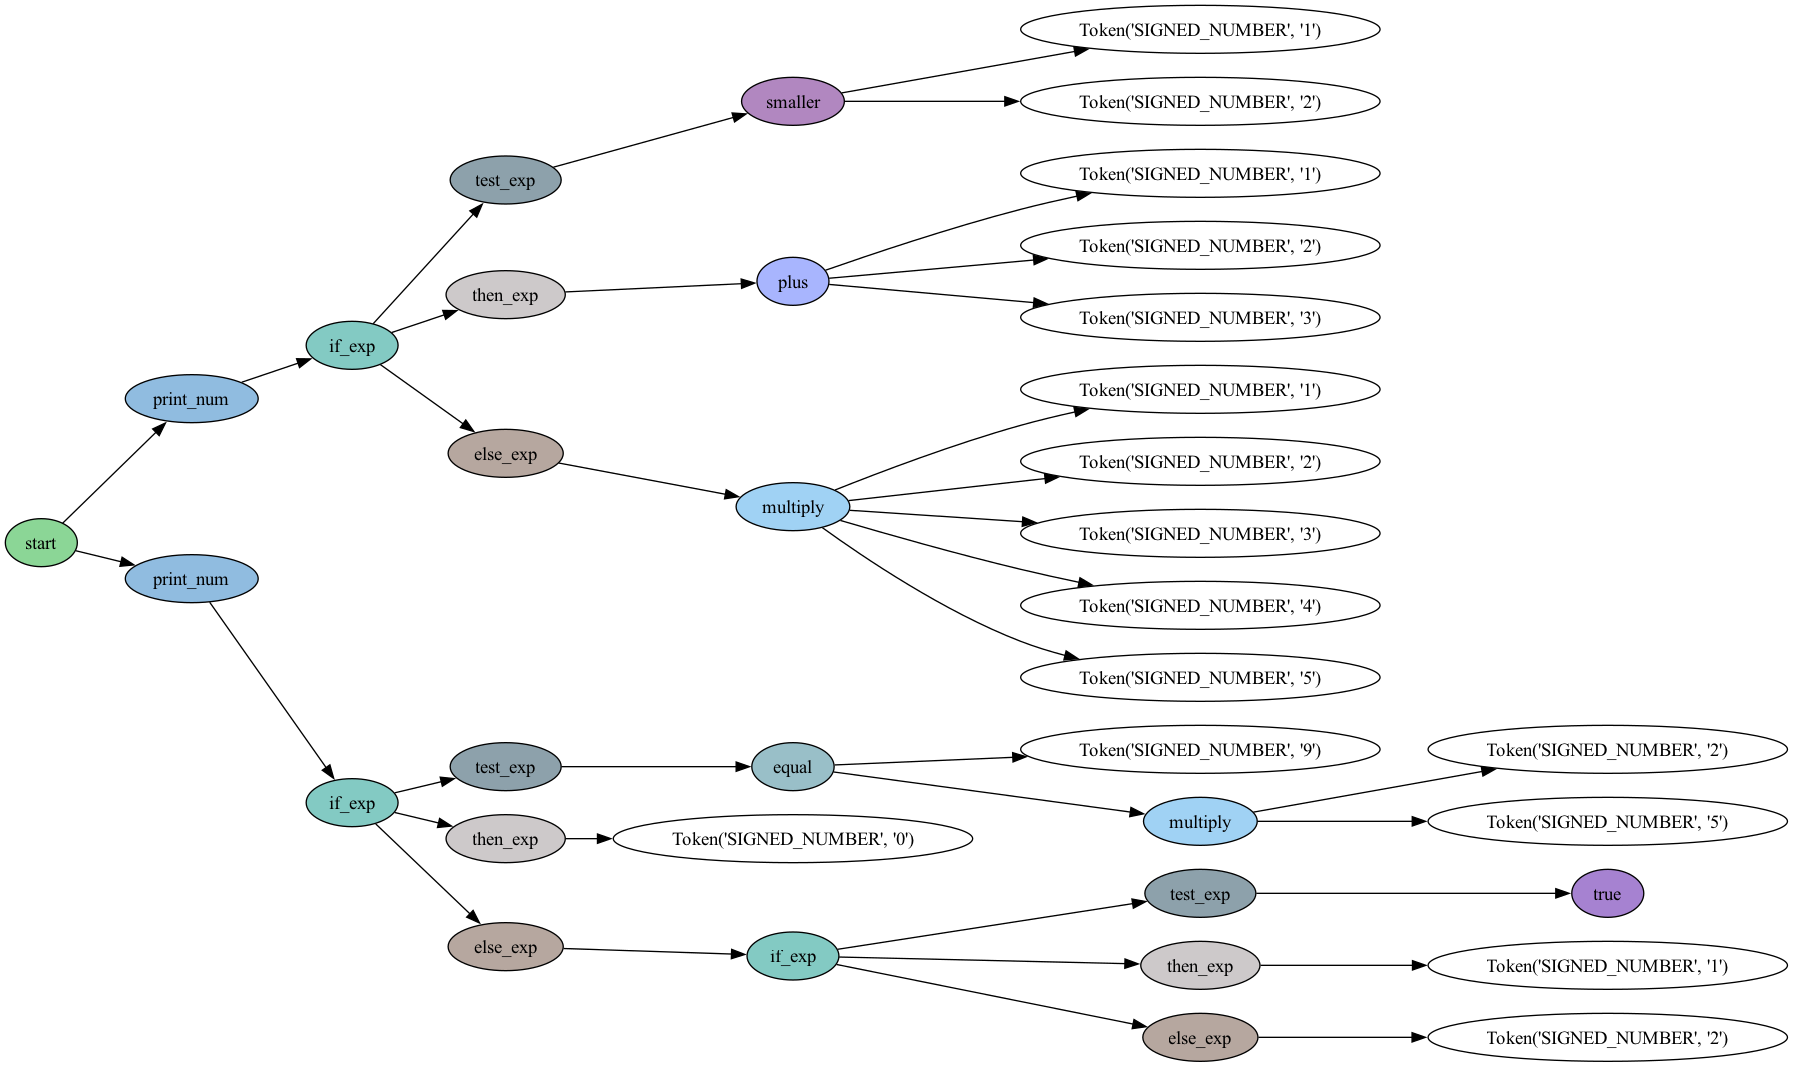 Token('SIGNED_NUMBER', '1')
smaller
Token('SIGNED_NUMBER', '2')
test_exp
Token('SIGNED_NUMBER', '1')
Token('SIGNED_NUMBER', '2')
then_exp
plus
Token('SIGNED_NUMBER', '3')
if_exp
print_num
Token('SIGNED_NUMBER', '1')
else_exp
Token('SIGNED_NUMBER', '2')
multiply
Token('SIGNED_NUMBER', '3')
start
print_num
Token('SIGNED_NUMBER', '4')
Token('SIGNED_NUMBER', '5')
test_exp
equal
Token('SIGNED_NUMBER', '9')
Token('SIGNED_NUMBER', '2')
if_exp
then_exp
Token('SIGNED_NUMBER', '0')
multiply
Token('SIGNED_NUMBER', '5')
test_exp
true
else_exp
if_exp
then_exp
Token('SIGNED_NUMBER', '1')
else_exp
Token('SIGNED_NUMBER', '2')